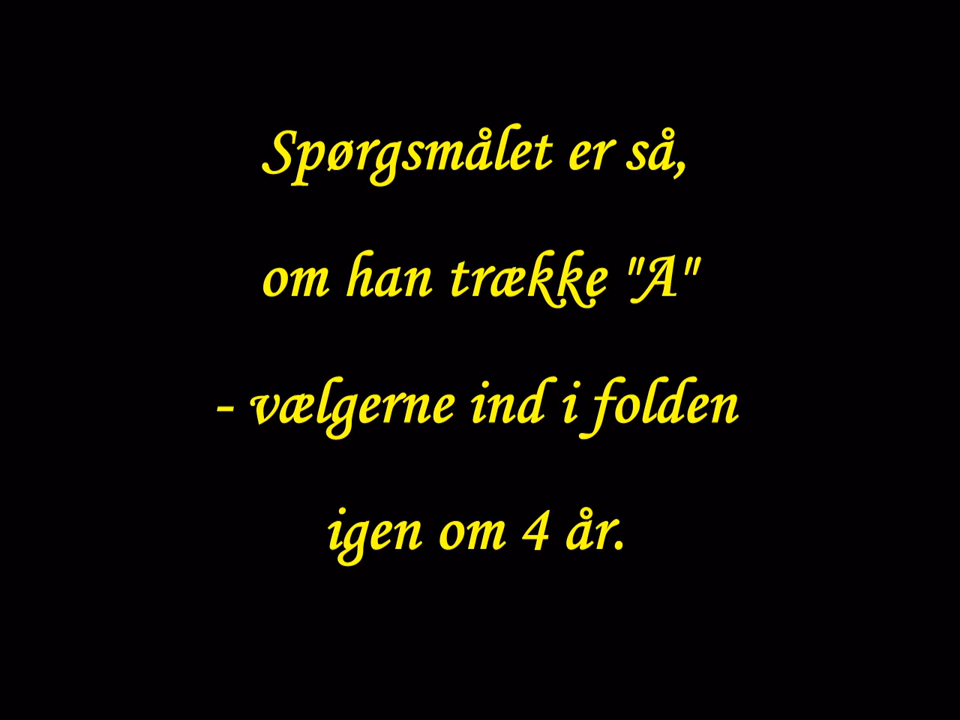 Spørgsmålet er så,
om han trække "A"
- vælgerne ind i folden
igen om 4 år.